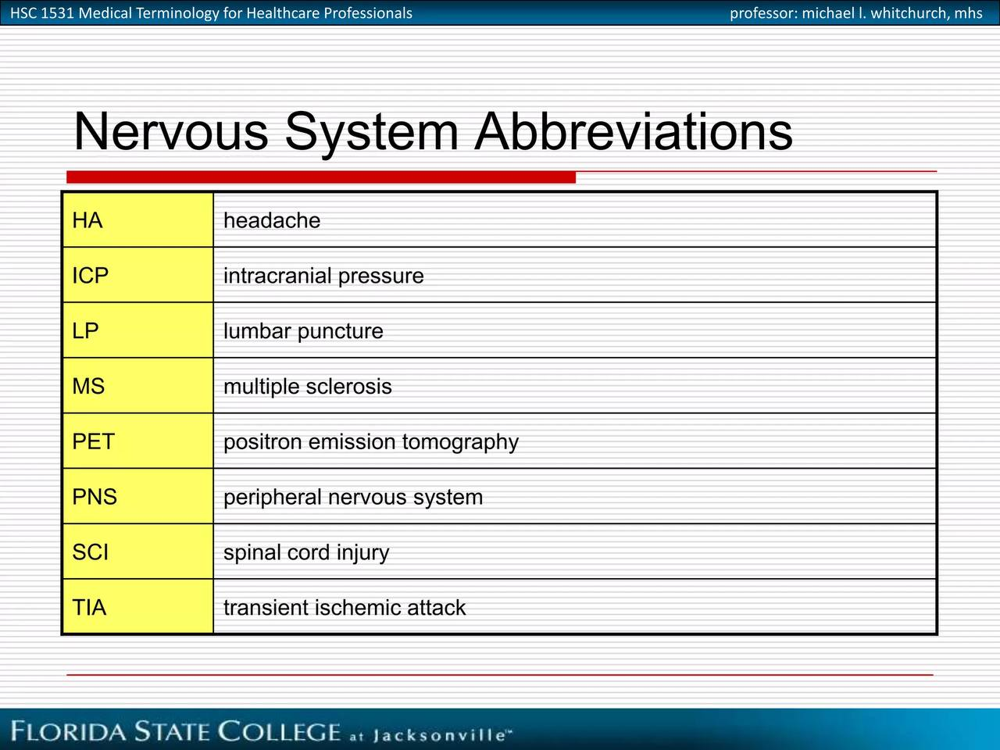 HSC 1531 Medical Terminology for Healthcare Professionals professor: michael l. whitchurch, mhs
Nervous System Abbreviations
HA headache
ICP intracranial pressure
LP lumbar puncture
MS multiple sclerosis
PET positron emission tomography
PNS peripheral nervous system
SCI spinal cord injury
TIA transient ischemic attack
FLORIDA STATE COLLEGE at Jacksonville™